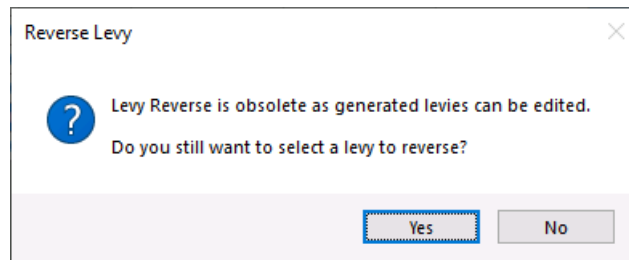 Reverse Levy
?
Levy Reverse is obsolete as generated levies can be edited.
Do you still want to select a levy to reverse?
Yes
No